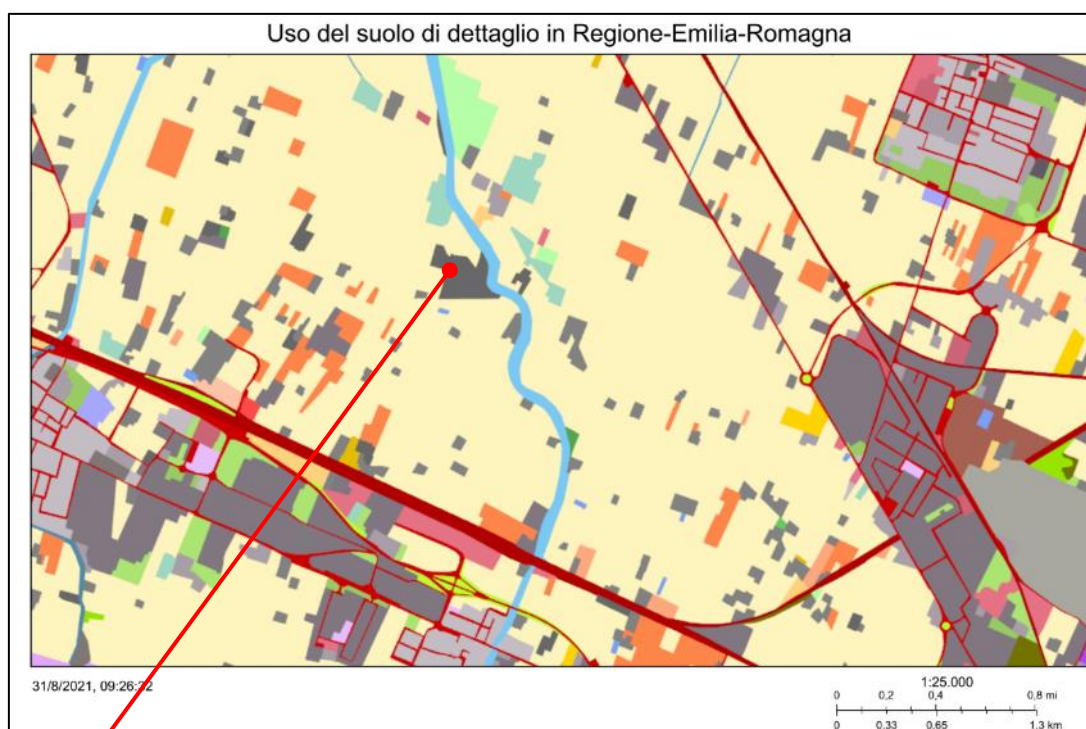 Uso del suolo di dettaglio in Regione-Emilia-Romagna
31/8/2021, 09:26:32
1:25.000
0 0,2 0,4 0,8 mi
0 0.33 0.65 1.3 km